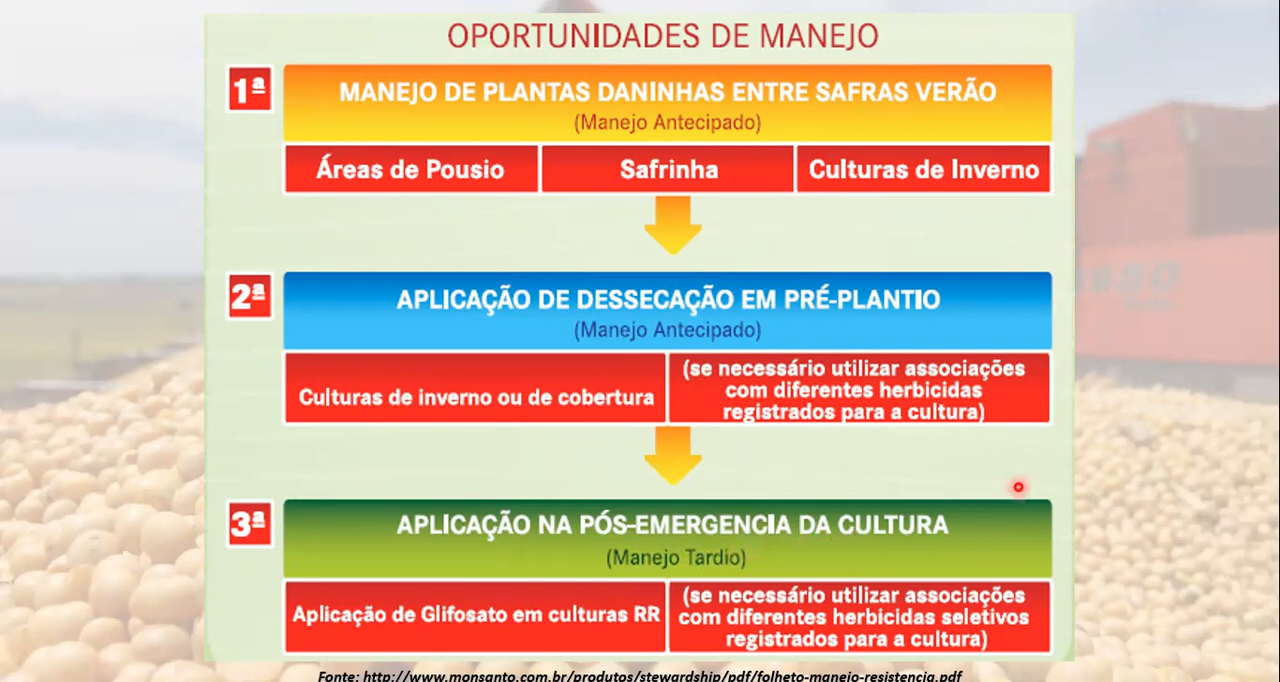 OPORTUNIDADES DE MANEJO
1ª
MANEJO DE PLANTAS DANINHAS ENTRE SAFRAS VERÃO
(Manejo Antecipado)
Áreas de Pousio
Safrinha
Culturas de Inverno
2ª
APLICAÇÃO DE DESSECAÇÃO EM PRÉ-PLANTIO
(Manejo Antecipado)
Culturas de inverno ou de cobertura
(se necessário utilizar associações
com diferentes herbicidas
registrados para a cultura)
3ª
APLICAÇÃO NA PÓS-EMERGENCIA DA CULTURA
(Manejo Tardio)
Aplicação de Glifosato em culturas RR
(se necessário utilizar associações
com diferentes herbicidas seletivos
registrados para a cultura)
Fonte: http://www.monsanto.com.br/produtos/stewardship/pdf/folheto-manejo-resistencia.pdf